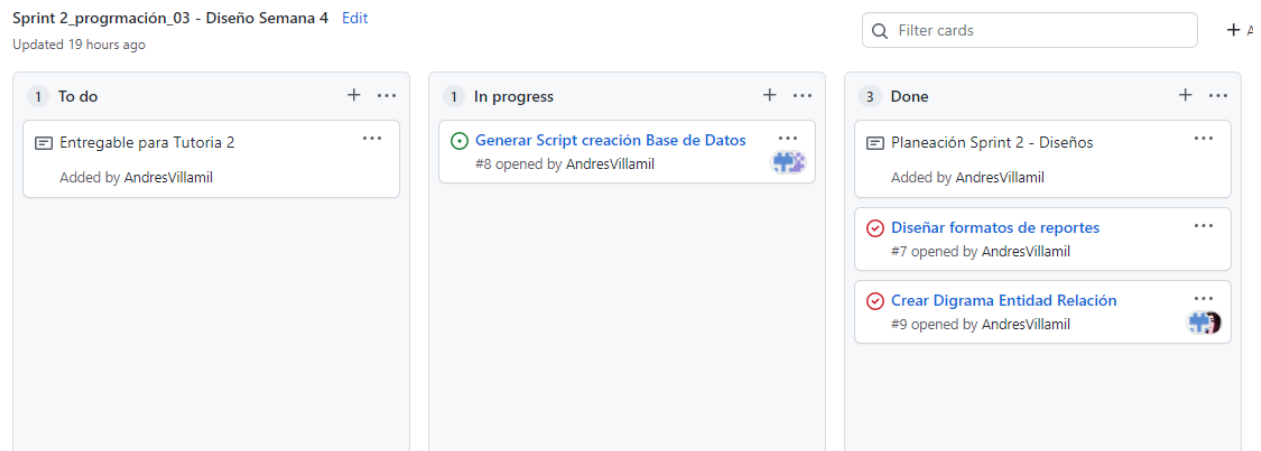 Sprint 2_progrmación_03 - Diseño Semana 4 Edit
Updated 19 hours ago
Filter cards
+ A
1 To do
Entregable para Tutoria 2
Added by AndresVillamil
1 In progress
Generar Script creación Base de Datos
#8 opened by AndresVillamil
3 Done
Planeación Sprint 2 - Diseños
Added by AndresVillamil
Diseñar formatos de reportes
#7 opened by AndresVillamil
Crear Digrama Entidad Relación
#9 opened by AndresVillamil